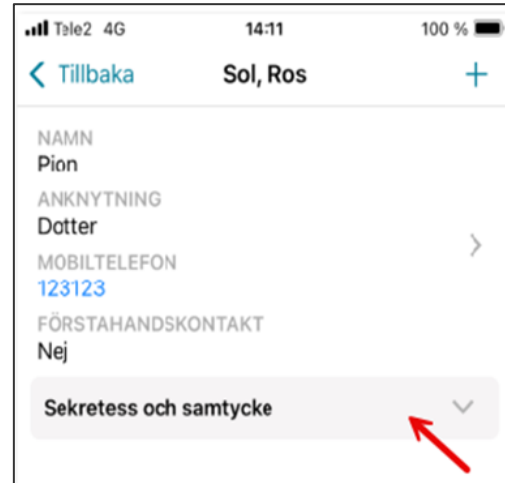 Tele2 4G 14:11 100 %
Tillbaka Sol, Ros +
NAMN
Pion
ANKNYTNING
Dotter
MOBILTELEFON
123123
FÖRSTAHANDSKONTAKT
Nej
Sekretess och samtycke